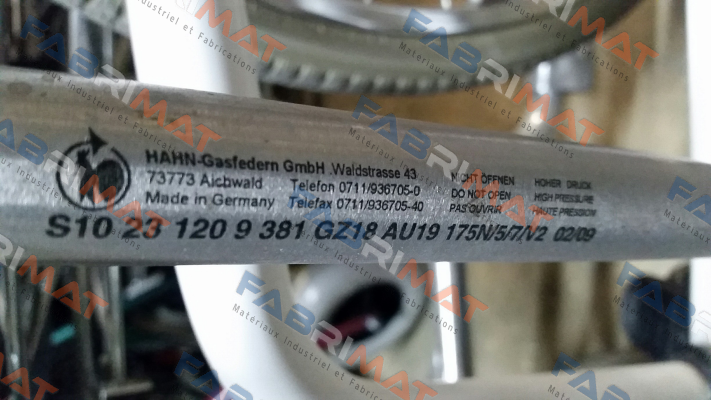 HAHN-Gasfedern GmbH .Waldstrasse 43
73773 Aichwald Telefon 0711/936705-0
Made in Germany Telefax 0711/936705-40
NICHT ÖFFNEN HOHER DRUCK
DO NOT OPEN HIGH PRESSURE
PAS OUVRIR HAUTE PRESSION
S10 23 120 9 381 GZ18 AU19 175N/5/7/V2 02/09
FABRIMAT
Matériaux Industriel et Fabrications